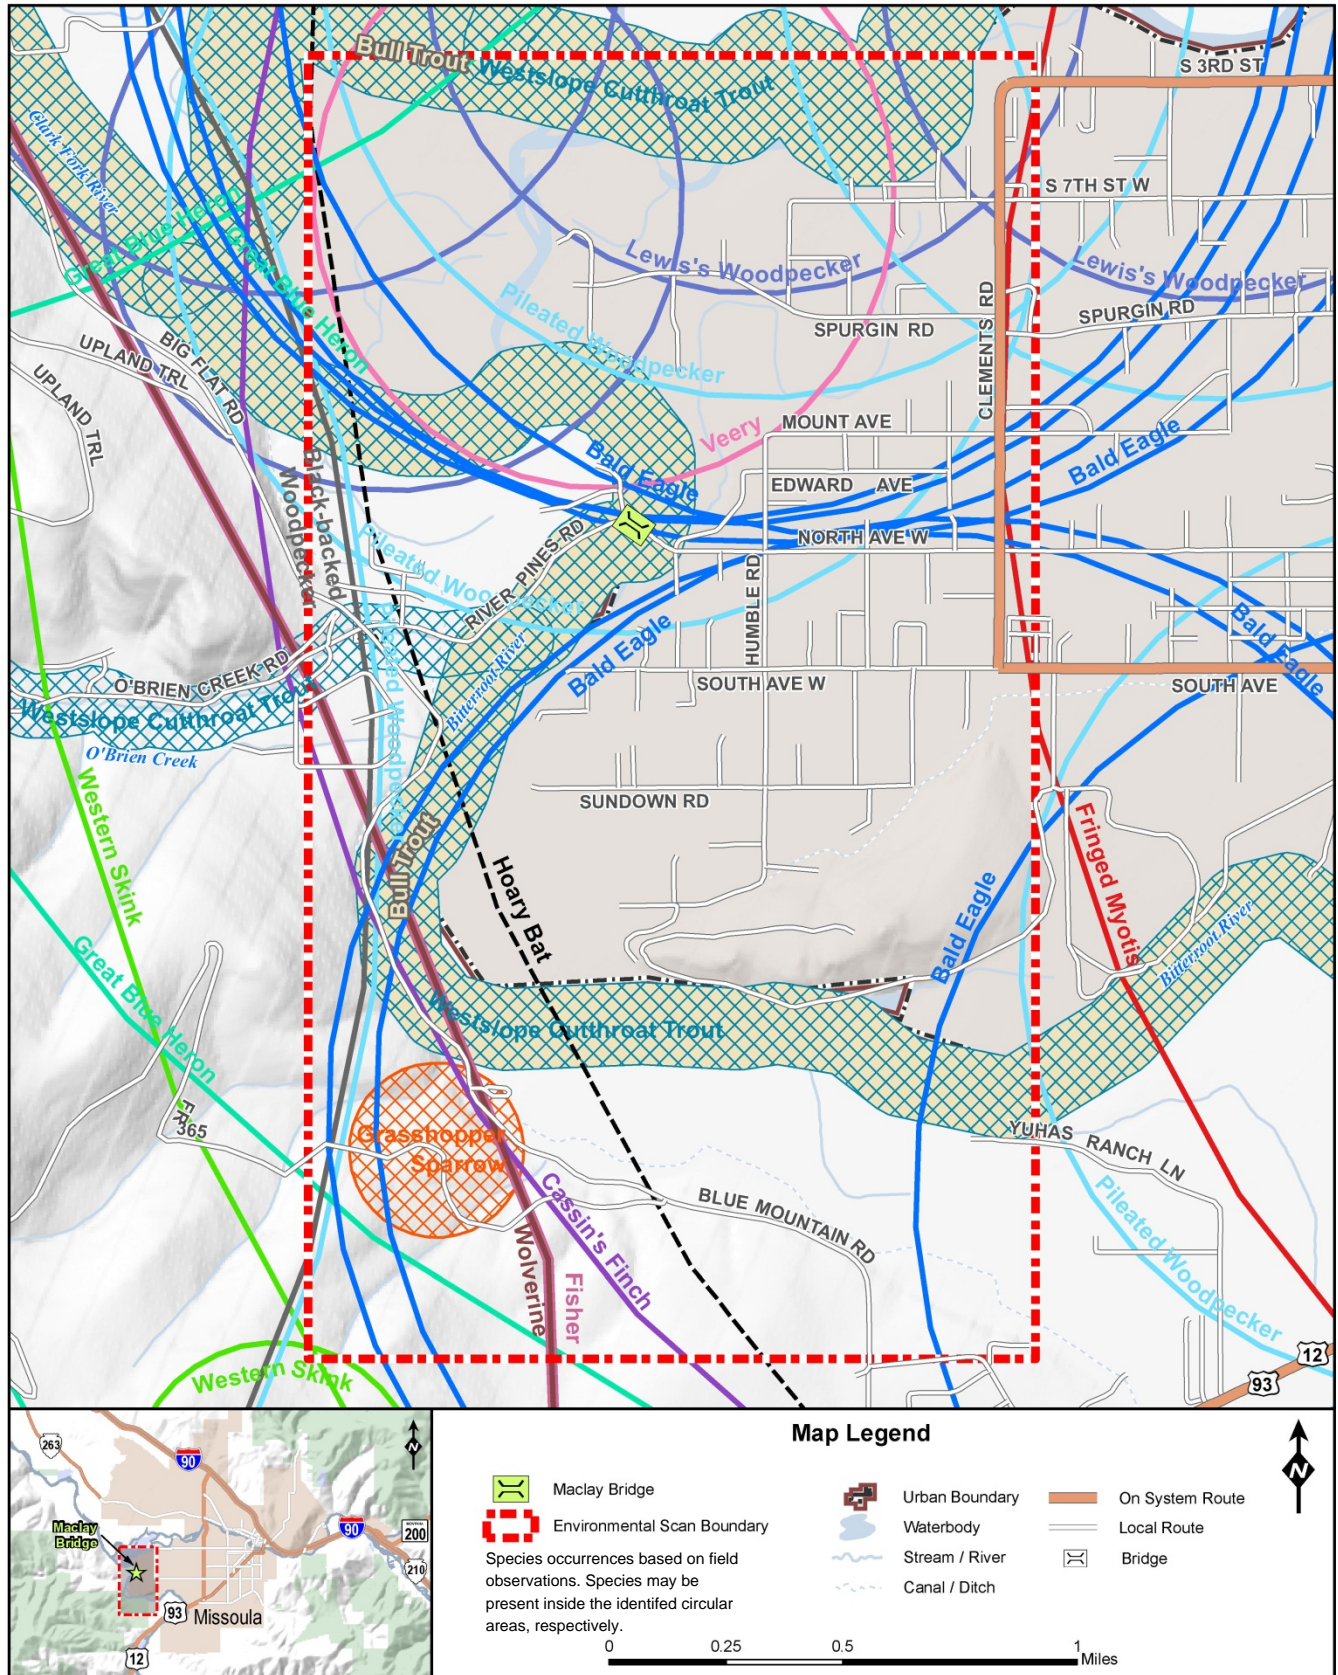 Bull Trout
Westslope Cutthroat Trout
S 3RD ST
Clark Fork River
S 7TH ST W
Great Blue Heron
Great Blue Heron
Lewis's Woodpecker
Lewis's Woodpecker
Pileated Woodpecker
CLEMENTS RD
SPURGIN RD
SPURGIN RD
UPLAND TRL
BIG FLAT RD
UPLAND TRL
MOUNT AVE
Veery
Bald Eagle
Bald Eagle
EDWARD AVE
Black-backed
Woodpecker
NORTH AVE W
Pileated Woodpecker
RIVER PINES RD
HUMBLE RD
Bald Eagle
Bald Eagle
Pileated Woodpecker
Bitterroot River
O'BRIEN CREEK RD
SOUTH AVE W
SOUTH AVE
Westslope Cutthroat Trout
O'Brien Creek
Western Skink
SUNDOWN RD
Bull Trout
Fringed Myotis
Hoary Bat
Bald Eagle
Bitterroot River
Great Blue Heron
Westslope Cutthroat Trout
FR
365
Grasshopper
Sparrow
YUHAS RANCH LN
Cassin's Finch
BLUE MOUNTAIN RD
Pileated Woodpecker
Wolverine
Fisher
Western Skink
12
93
263
90
90
200
210
Maclay
Bridge
93
Missoula
12
N
Map Legend
N
Maclay Bridge
Environmental Scan Boundary
Species occurrences based on field
observations. Species may be
present inside the identifed circular
areas, respectively.
Urban Boundary
Waterbody
Stream / River
Canal / Ditch
On System Route
Local Route
Bridge
0 0.25 0.5 1
Miles